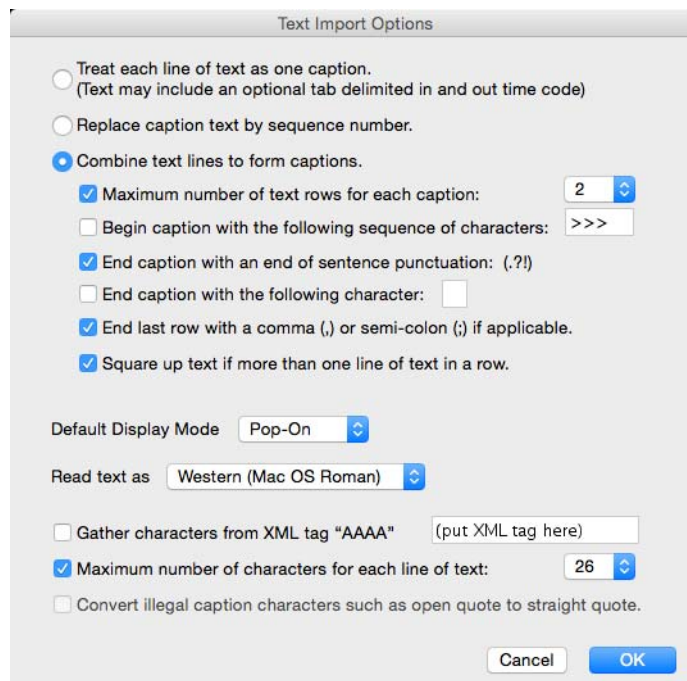 Text Import Options
Treat each line of text as one caption.
(Text may include an optional tab delimited in and out time code)
Replace caption text by sequence number.
Combine text lines to form captions.
Maximum number of text rows for each caption: 2
Begin caption with the following sequence of characters: >>>
End caption with an end of sentence punctuation: (.?!)
End caption with the following character:
End last row with a comma (,) or semi-colon (;) if applicable.
Square up text if more than one line of text in a row.
Default Display Mode Pop-On
Read text as Western (Mac OS Roman)
Gather characters from XML tag “AAAA” (put XML tag here)
Maximum number of characters for each line of text: 26
Convert illegal caption characters such as open quote to straight quote.
Cancel OK